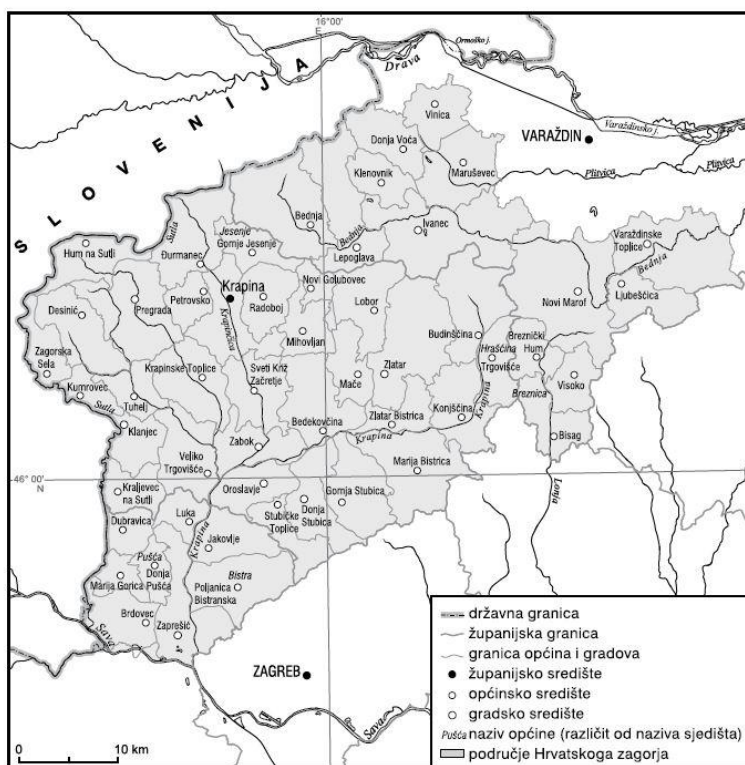 16°00'
E
Ormoško j.
Drava
SLOVENIJA
Vinica
VARAŽDIN
Varaždinsko j.
Donja Voća
Maruševec
Plitvica
Plitvica
Klenovnik
Bednja
Ivanec
Sutla
Jesenje
Gornje Jesenje
Bednja
Lepoglava
Varaždinske
Toplice
Hum na Sutli
Đurmanec
Bednja
Krapina
Novi Golubovec
Petrovsko
Radoboj
Novi Marof
Ljubešćica
Desinić
Pregrada
Lobor
Krapinčina
Mihovljan
Budinščina
Breznički
Hum
Hrašćina
Trgovišće
Zagorska
Sela
Krapinske Toplice
Sveti Križ
Začretje
Mače
Zlatar
Visoko
Kumrovec
Sutla
Tuhelj
Krapina
Breznica
Klanjec
Bedekovčina
Zlatar Bistrica
Konjščina
Zabok
Krapina
Bisag
Veliko
Trgovišće
Marija Bistrica
46°00'
N
Kraljevec
na Sutli
Oroslavje
Gornja Stubica
Lonja
Stubičke
Toplice
Donja
Stubica
Dubravica
Luka
Krapina
Jakovlje
Pušća
Donja
Pušća
Marija Gorica
Bistra
Poljanica
Bistranska
Brdovec
Zaprešić
Sava
ZAGREB
Sava
0 10 km
državna granica
županijska granica
granica općina i gradova
županijsko središte
općinsko središte
gradsko središte
Pušća naziv općine (različit od naziva sjedišta)
područje Hrvatskoga zagorja